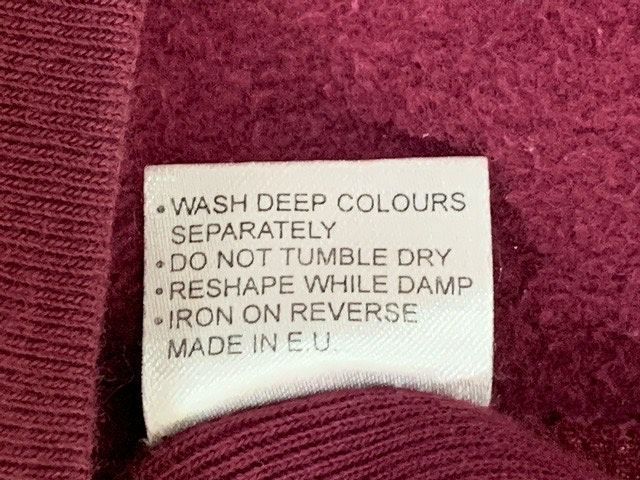 • WASH DEEP COLOURS
SEPARATELY
• DO NOT TUMBLE DRY
• RESHAPE WHILE DAMP
• IRON ON REVERSE
MADE IN E.U.